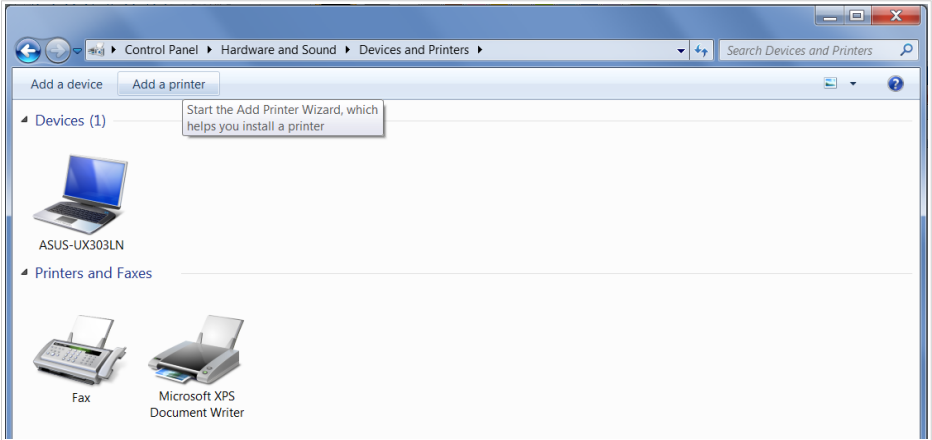 Control Panel Hardware and Sound Devices and Printers Search Devices and Printers
Add a device Add a printer
Start the Add Printer Wizard, which
helps you install a printer
Devices (1)
ASUS-UX303LN
Printers and Faxes
Fax
Microsoft XPS
Document Writer